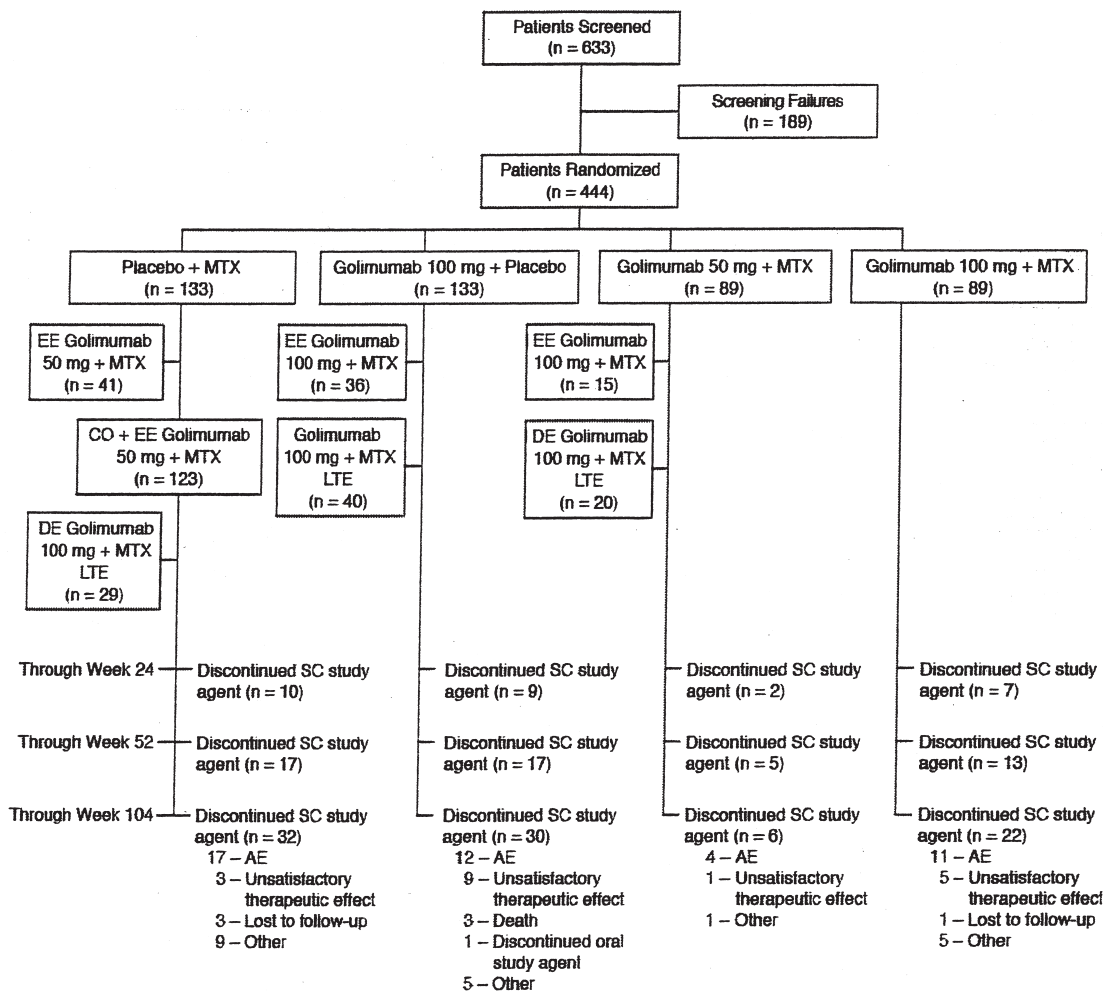 Patients Screened
(n = 633)
Screening Failures
(n = 189)
Patients Randomized
(n = 444)
Placebo + MTX
(n = 133)
Golimumab 100 mg + Placebo
(n = 133)
Golimumab 50 mg + MTX
(n = 89)
Golimumab 100 mg + MTX
(n = 89)
EE Golimumab
50 mg + MTX
(n = 41)
EE Golimumab
100 mg + MTX
(n = 36)
EE Golimumab
100 mg + MTX
(n = 15)
CO + EE Golimumab
50 mg + MTX
(n = 123)
Golimumab
100 mg + MTX
LTE
(n = 40)
DE Golimumab
100 mg + MTX
LTE
(n = 20)
DE Golimumab
100 mg + MTX
LTE
(n = 29)
Through Week 24
Discontinued SC study
agent (n = 10)
Discontinued SC study
agent (n = 9)
Discontinued SC study
agent (n = 2)
Discontinued SC study
agent (n = 7)
Through Week 52
Discontinued SC study
agent (n = 17)
Discontinued SC study
agent (n = 17)
Discontinued SC study
agent (n = 5)
Discontinued SC study
agent (n = 13)
Through Week 104
Discontinued SC study
agent (n = 32)
17 – AE
3 – Unsatisfactory
therapeutic effect
3 – Lost to follow-up
9 – Other
Discontinued SC study
agent (n = 30)
12 – AE
9 – Unsatisfactory
therapeutic effect
3 – Death
1 – Discontinued oral
study agent
5 – Other
Discontinued SC study
agent (n = 6)
4 – AE
1 – Unsatisfactory
therapeutic effect
1 – Other
Discontinued SC study
agent (n = 22)
11 – AE
5 – Unsatisfactory
therapeutic effect
1 – Lost to follow-up
5 – Other